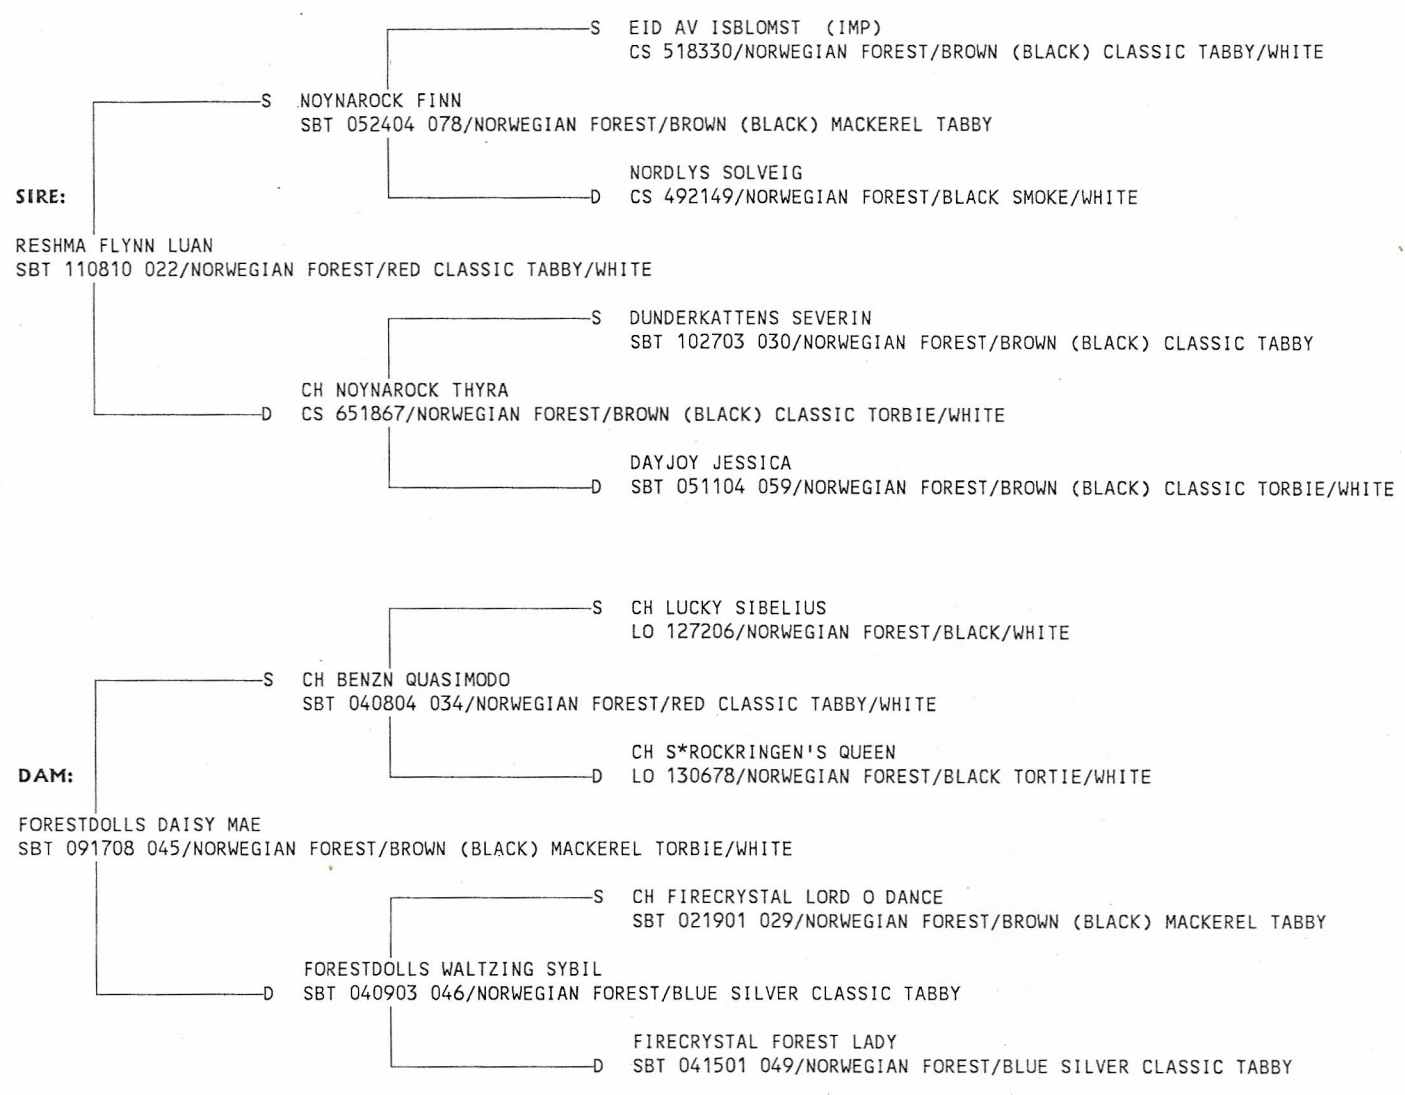 S EID AV ISBLOMST (IMP)
CS 518330/NORWEGIAN FOREST/BROWN (BLACK) CLASSIC TABBY/WHITE
S NOYNAROCK FINN
SBT 052404 078/NORWEGIAN FOREST/BROWN (BLACK) MACKEREL TABBY
NORDLYS SOLVEIG
SIRE:
D CS 492149/NORWEGIAN FOREST/BLACK SMOKE/WHITE
RESHMA FLYNN LUAN
SBT 110810 022/NORWEGIAN FOREST/RED CLASSIC TABBY/WHITE
S DUNDERKATTENS SEVERIN
SBT 102703 030/NORWEGIAN FOREST/BROWN (BLACK) CLASSIC TABBY
CH NOYNAROCK THYRA
D CS 651867/NORWEGIAN FOREST/BROWN (BLACK) CLASSIC TORBIE/WHITE
DAYJOY JESSICA
D SBT 051104 059/NORWEGIAN FOREST/BROWN (BLACK) CLASSIC TORBIE/WHITE
S CH LUCKY SIBELIUS
LO 127206/NORWEGIAN FOREST/BLACK/WHITE
S CH BENZN QUASIMODO
SBT 040804 034/NORWEGIAN FOREST/RED CLASSIC TABBY/WHITE
CH S*ROCKRINGEN'S QUEEN
DAM:
D LO 130678/NORWEGIAN FOREST/BLACK TORTIE/WHITE
FORESTDOLLS DAISY MAE
SBT 091708 045/NORWEGIAN FOREST/BROWN (BLACK) MACKEREL TORBIE/WHITE
S CH FIRECRYSTAL LORD O DANCE
SBT 021901 029/NORWEGIAN FOREST/BROWN (BLACK) MACKEREL TABBY
FORESTDOLLS WALTZING SYBIL
D SBT 040903 046/NORWEGIAN FOREST/BLUE SILVER CLASSIC TABBY
FIRECRYSTAL FOREST LADY
D SBT 041501 049/NORWEGIAN FOREST/BLUE SILVER CLASSIC TABBY